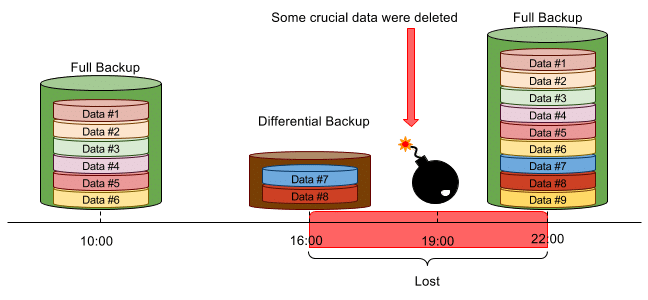 Some crucial data were deleted
Full Backup
Full Backup
Differential Backup
Data #1
Data #2
Data #3
Data #4
Data #5
Data #6
Data #7
Data #8
Data #1
Data #2
Data #3
Data #4
Data #5
Data #6
Data #7
Data #8
Data #9
10:00
16:00
19:00
22:00
Lost